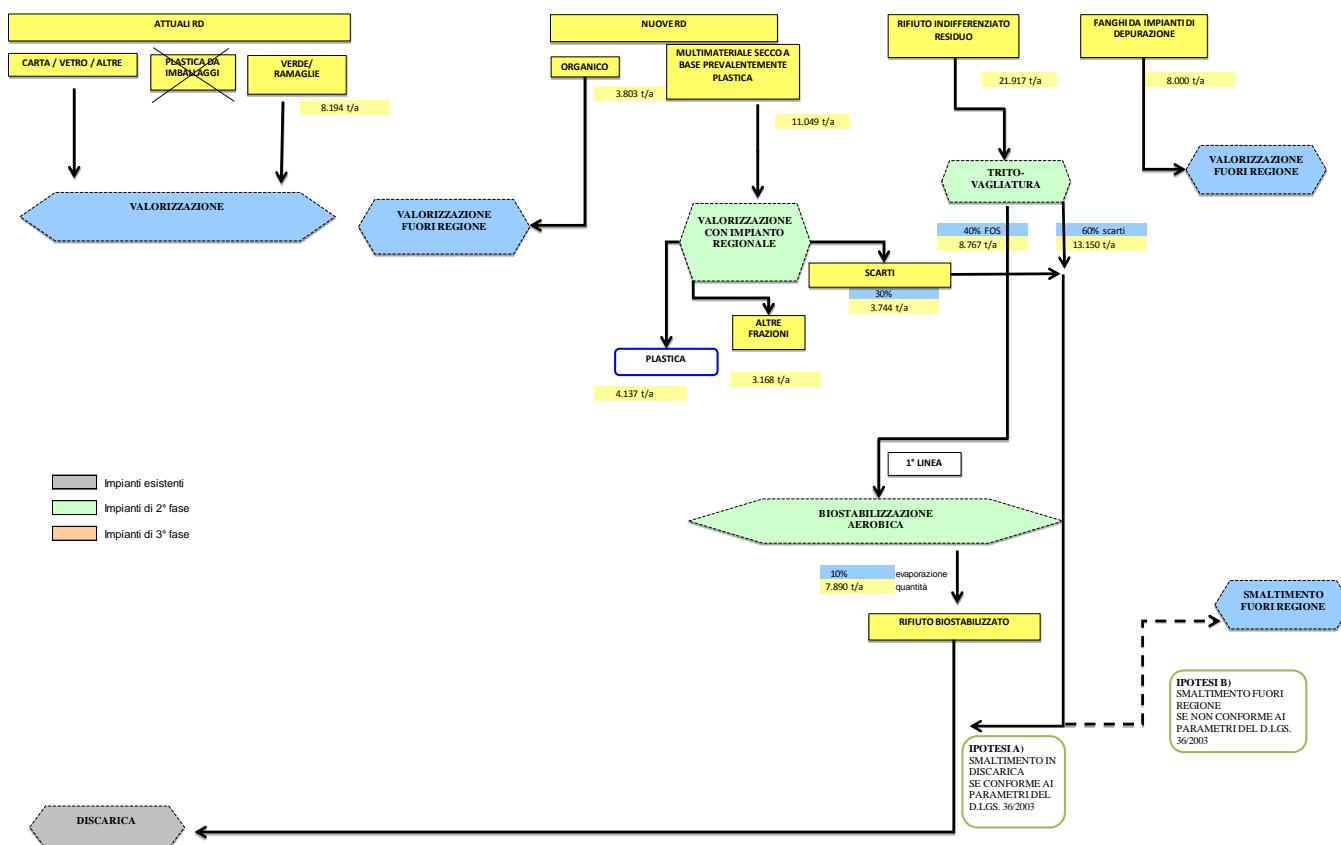 ATTUALI RD
NUOVE RD
RIFIUTO INDIFFERENZIATO
RESIDUO
FANGHI DA IMPIANTI DI
DEPURAZIONE
CARTA / VETRO / ALTRE
PLASTICA DA
IMBALLAGGI
VERDE/
RAMAGLIE
ORGANICO
MULTIMATERIALE SECCO A
BASE PREVALENTEMENTE
PLASTICA
8.194 t/a
3.803 t/a
11.049 t/a
21.917 t/a
8.000 t/a
VALORIZZAZIONE
VALORIZZAZIONE
FUORI REGIONE
VALORIZZAZIONE
CON IMPIANTO
REGIONALE
TRITO-
VAGLIATURA
VALORIZZAZIONE
FUORI REGIONE
40% FOS
8.767 t/a
60% scarti
13.150 t/a
SCARTI
30%
3.744 t/a
ALTRE
FRAZIONI
3.168 t/a
PLASTICA
4.137 t/a
1° LINEA
Impianti esistenti
Impianti di 2° fase
Impianti di 3° fase
BIOSTABILIZZAZIONE
AEROBICA
10% evaporazione
7.890 t/a quantità
RIFIUTO BIOSTABILIZZATO
SMALTIMENTO
FUORI REGIONE
IPOTESI B)
SMALTIMENTO FUORI
REGIONE
SE NON CONFORME AI
PARAMETRI DEL D.LGS.
36/2003
IPOTESI A)
SMALTIMENTO IN
DISCARICA
SE CONFORME AI
PARAMETRI DEL
D.LGS. 36/2003
DISCARICA